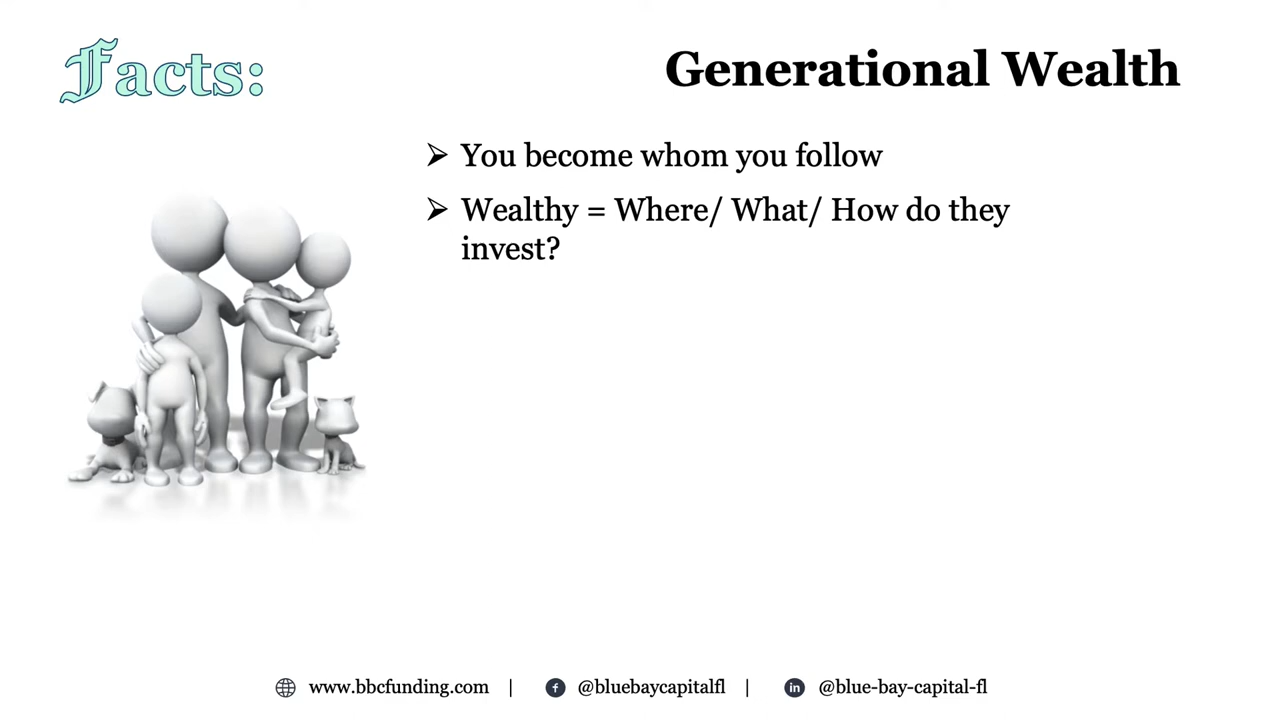 Facts:
Generational Wealth
➢ You become whom you follow
➢ Wealthy = Where/ What/ How do they
invest?
www.bbcfunding.com | @bluebaycapitalfl | @blue-bay-capital-fl